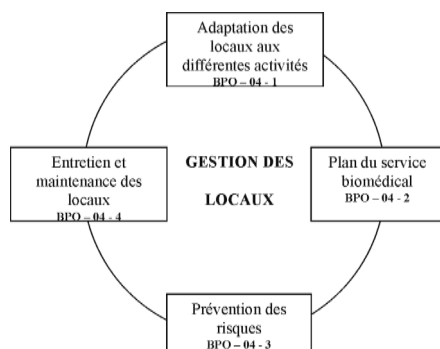 Adaptation des
locaux aux
différentes activités
BPO – 04 - 1
Entretien et
maintenance des
locaux
BPO – 04 - 4
GESTION DES
LOCAUX
Plan du service
biomédical
BPO – 04 - 2
Prévention des
risques
BPO – 04 - 3